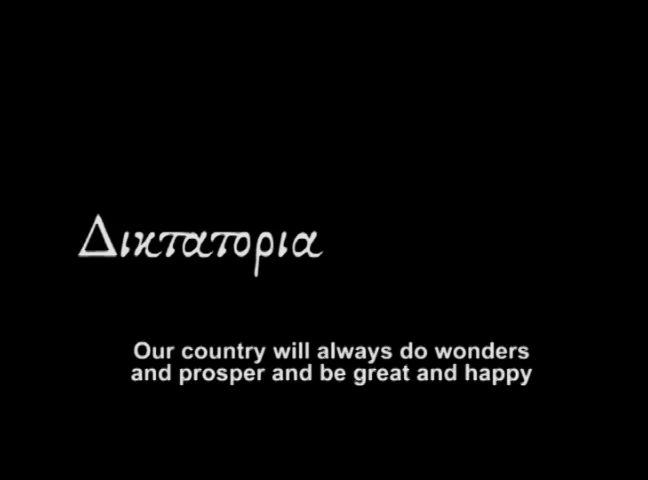 Δικτατορια
Our country will always do wonders
and prosper and be great and happy